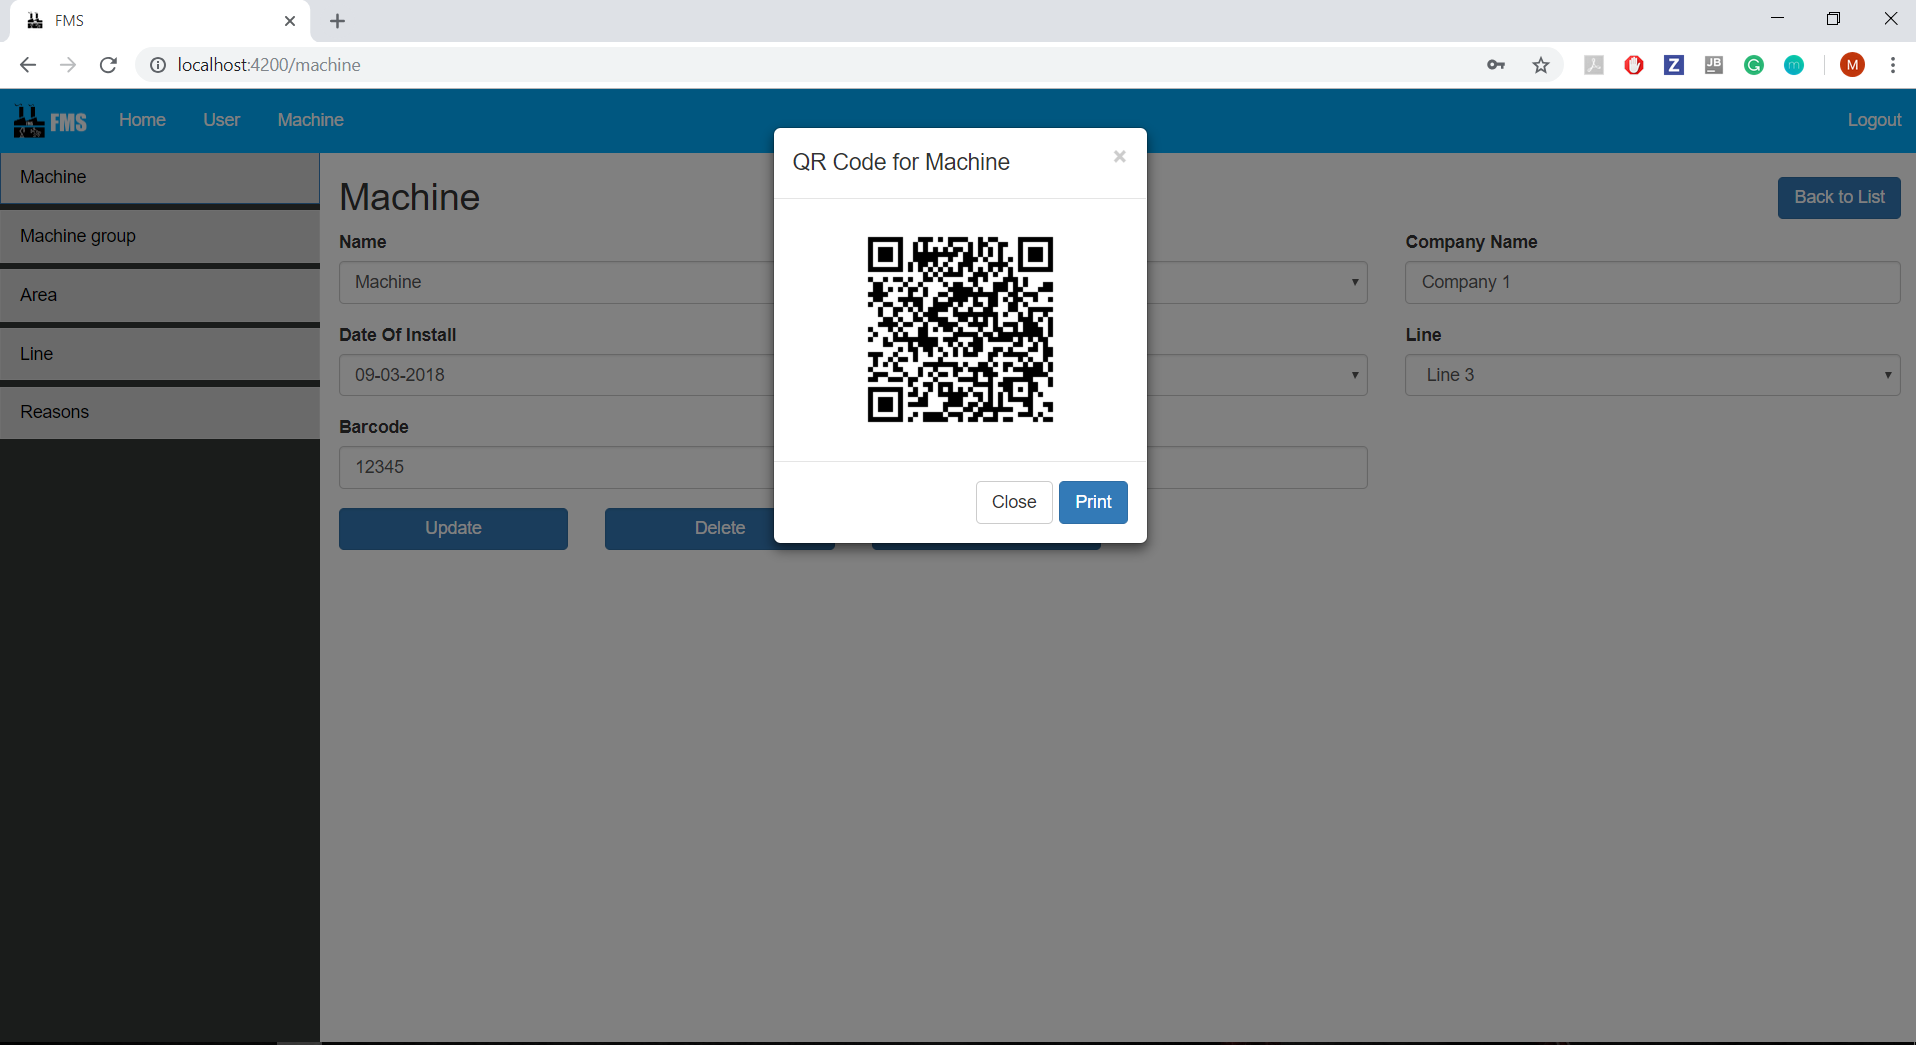 FMS
localhost:4200/machine
JB
M
FMS Home User Machine Logout
Machine
Machine group
Area
Line
Reasons
Machine
Back to List
Name
Company Name
Machine
Company 1
Date Of Install
Line
09-03-2018
Line 3
Barcode
12345
Update
Delete
QR Code for Machine
×
Close
Print